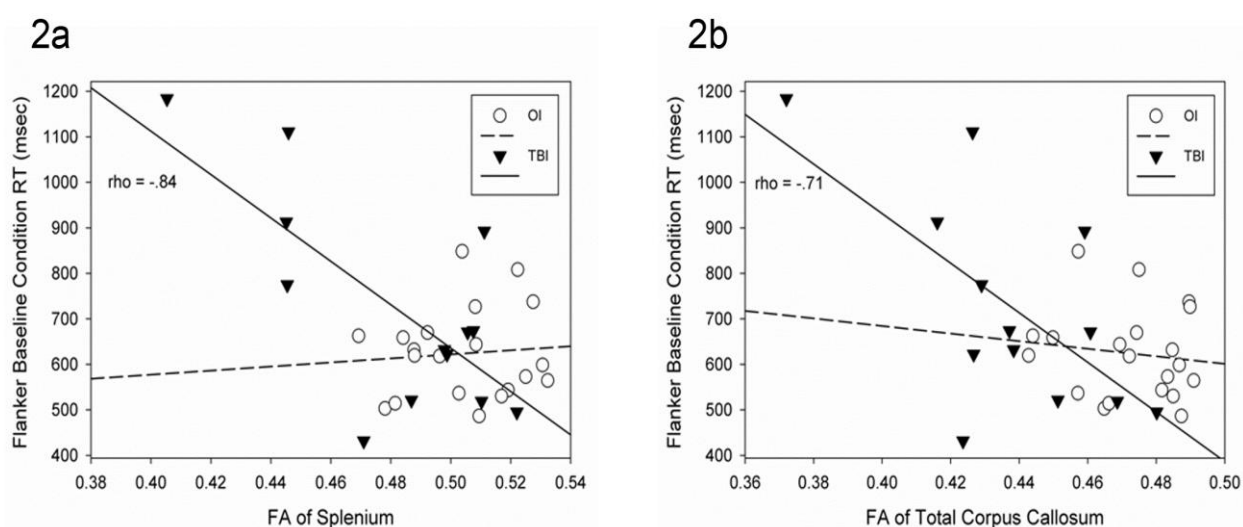 2a
2b
Flanker Baseline Condition RT (msec)
1200
1100
1000
900
800
700
600
500
400
rho = -.84
OI
TBI
0.38 0.40 0.42 0.44 0.46 0.48 0.50 0.52 0.54
FA of Splenium
Flanker Baseline Condition RT (msec)
1200
1100
1000
900
800
700
600
500
400
rho = -.71
OI
TBI
0.36 0.38 0.40 0.42 0.44 0.46 0.48 0.50
FA of Total Corpus Callosum